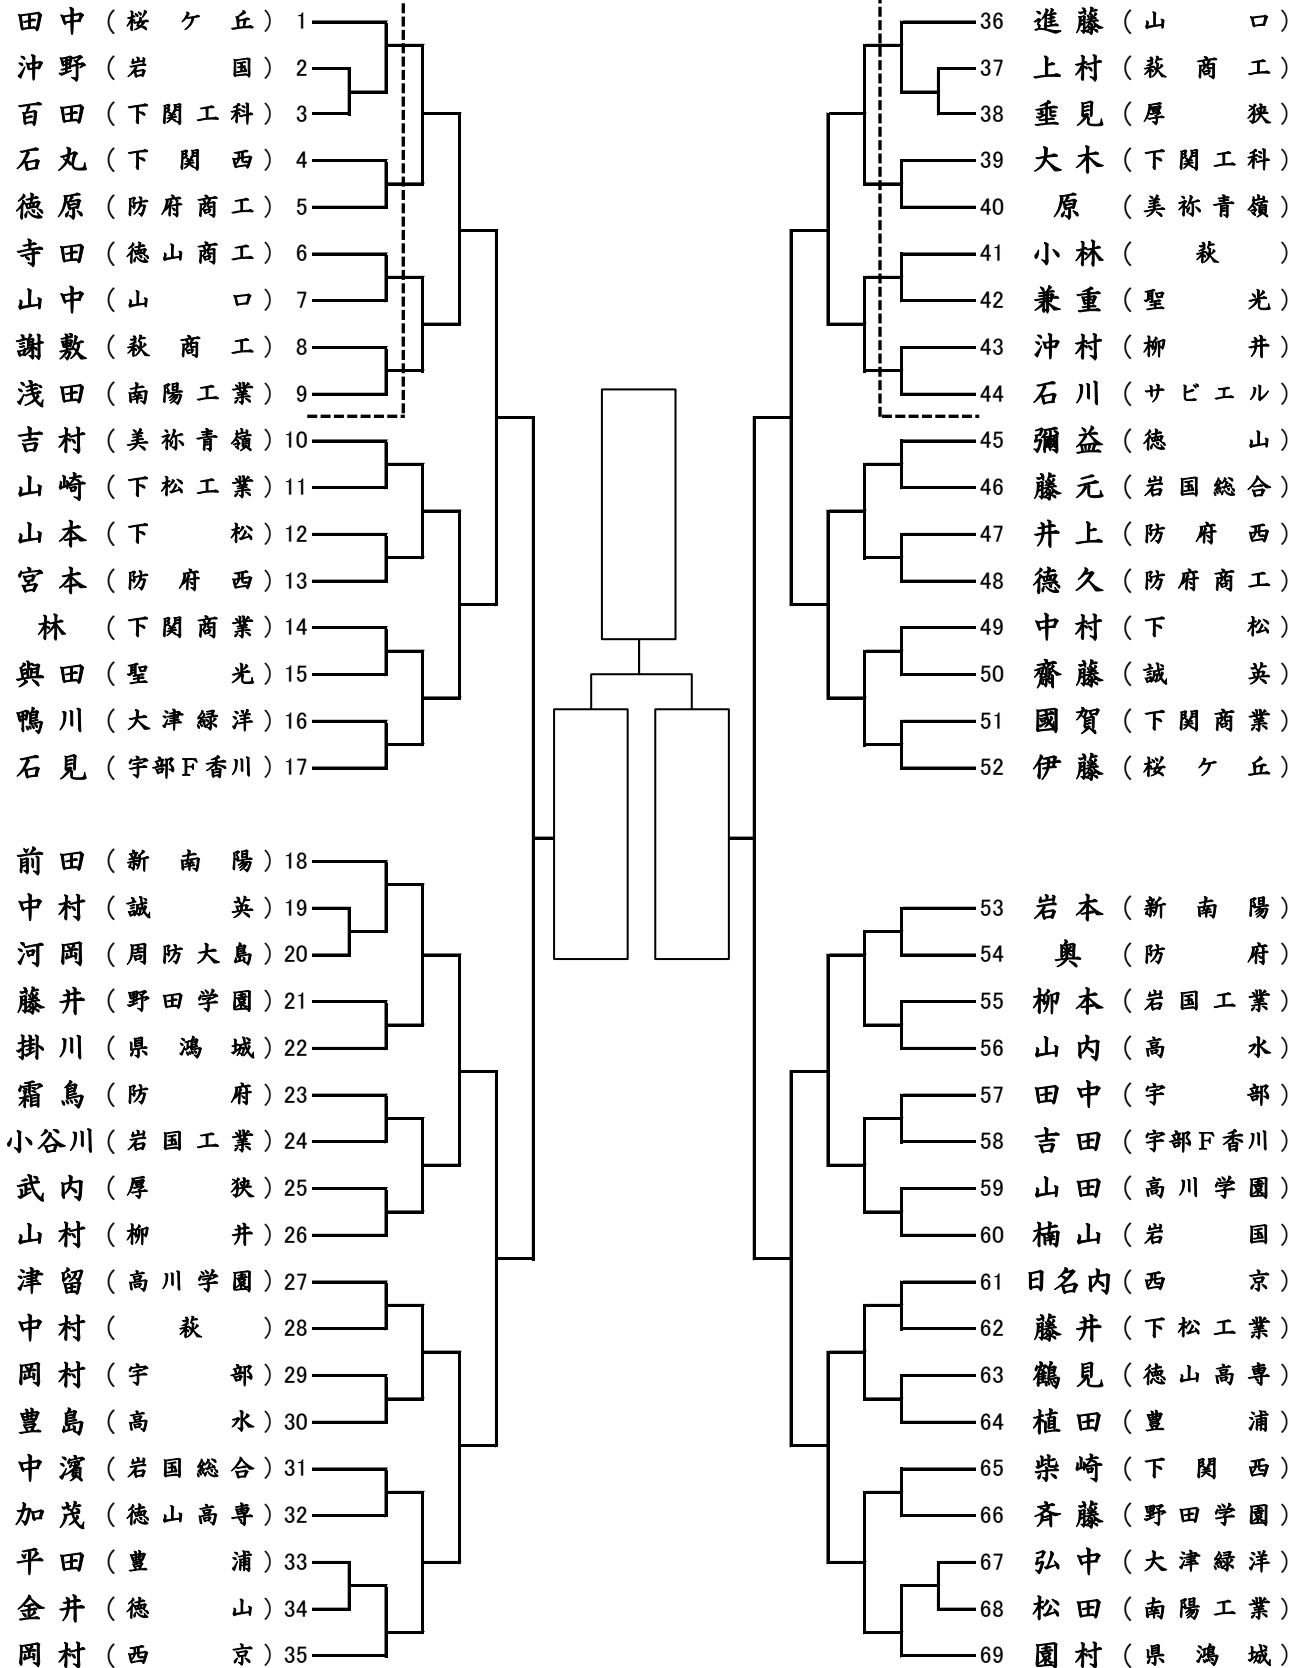 田中（桜ケ丘）1
沖野（岩国）2
百田（下関工科）3
石丸（下関西）4
徳原（防府商工）5
寺田（徳山商工）6
山中（山口）7
謝敷（萩商工）8
浅田（南陽工業）9
吉村（美祢青嶺）10
山崎（下松工業）11
山本（下松）12
宮本（防府西）13
林（下関商業）14
與田（聖光）15
鴨川（大津緑洋）16
石見（宇部Ｆ香川）17
前田（新南陽）18
中村（誠英）19
河岡（周防大島）20
藤井（野田学園）21
掛川（県鴻城）22
霜鳥（防府）23
小谷川（岩国工業）24
武内（厚狭）25
山村（柳井）26
津留（高川学園）27
中村（萩）28
岡村（宇部）29
豊島（高水）30
中濱（岩国総合）31
加茂（徳山高専）32
平田（豊浦）33
金井（徳山）34
岡村（西京）35
36 進藤（山口）
37 上村（萩商工）
38 垂見（厚狭）
39 大木（下関工科）
40 原（美祢青嶺）
41 小林（萩）
42 兼重（聖光）
43 沖村（柳井）
44 石川（サビエル）
45 彌益（徳山）
46 藤元（岩国総合）
47 井上（防府西）
48 徳久（防府商工）
49 中村（下松）
50 齋藤（誠英）
51 國賀（下関商業）
52 伊藤（桜ケ丘）
53 岩本（新南陽）
54 奥（防府）
55 柳本（岩国工業）
56 山内（高水）
57 田中（宇部）
58 吉田（宇部Ｆ香川）
59 山田（高川学園）
60 楠山（岩国）
61 日名内（西京）
62 藤井（下松工業）
63 鶴見（徳山高専）
64 植田（豊浦）
65 柴崎（下関西）
66 斉藤（野田学園）
67 弘中（大津緑洋）
68 松田（南陽工業）
69 園村（県鴻城）